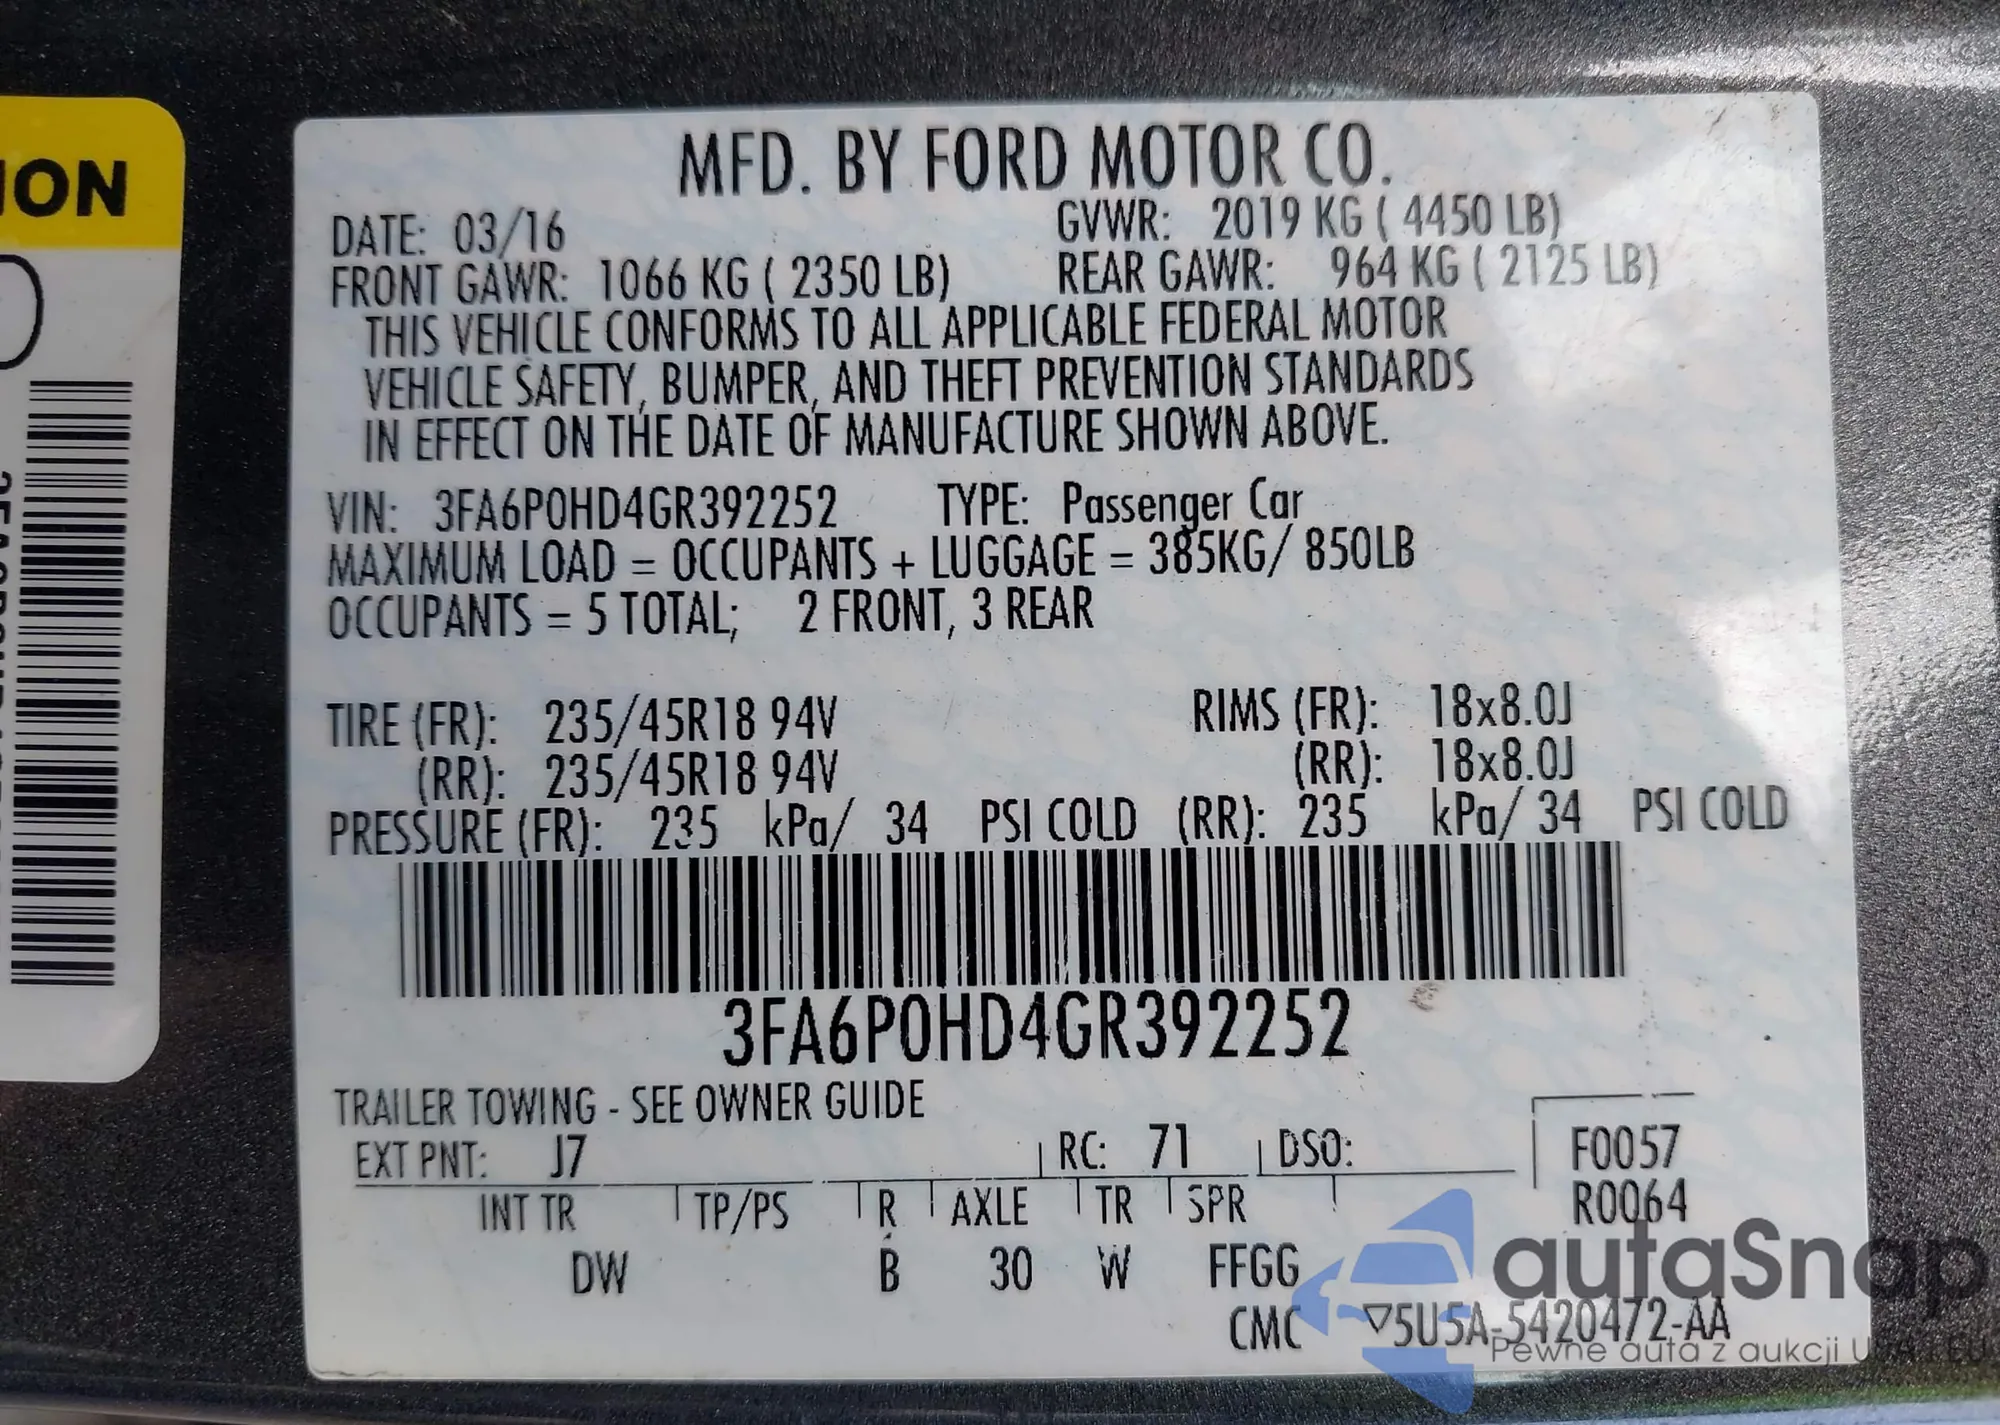 ION
MFD. BY FORD MOTOR CO.
DATE: 03/16 GVWR: 2019 KG ( 4450 LB)
FRONT GAWR: 1066 KG ( 2350 LB) REAR GAWR: 964 KG ( 2125 LB)
THIS VEHICLE CONFORMS TO ALL APPLICABLE FEDERAL MOTOR
VEHICLE SAFETY, BUMPER, AND THEFT PREVENTION STANDARDS
IN EFFECT ON THE DATE OF MANUFACTURE SHOWN ABOVE.
VIN: 3FA6P0HD4GR392252 TYPE: Passenger Car
MAXIMUM LOAD = OCCUPANTS + LUGGAGE = 385KG/ 850LB
OCCUPANTS = 5 TOTAL; 2 FRONT, 3 REAR
TIRE (FR): 235/45R18 94V RIMS (FR): 18x8.0J
(RR): 235/45R18 94V (RR): 18x8.0J
PRESSURE (FR): 235 kPa/ 34 PSI COLD (RR): 235 kPa/ 34 PSI COLD
3FA6P0HD4GR392252
TRAILER TOWING - SEE OWNER GUIDE
EXT PNT: J7 RC: 71 DSO: F0057
INT TR TP/PS R AXLE TR SPR R0064
DW B 30 W FFGG
CMC ▽5U5A-5420472-AA
autaSnap
Pewne auta z aukcji USA i EU